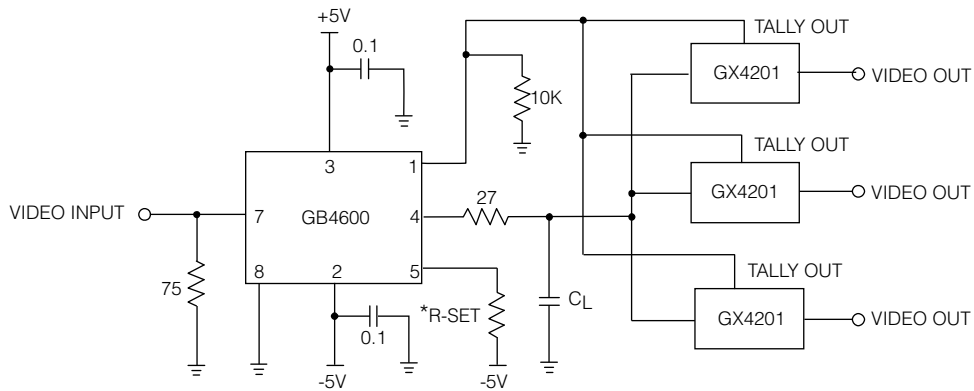 +5V
0.1
10K
TALLY OUT
GX4201
VIDEO OUT
TALLY OUT
GX4201
VIDEO OUT
TALLY OUT
GX4201
VIDEO OUT
VIDEO INPUT
75
GB4600
3
1
7
4
8
2
5
27
CL
*R-SET
-5V
0.1
-5V